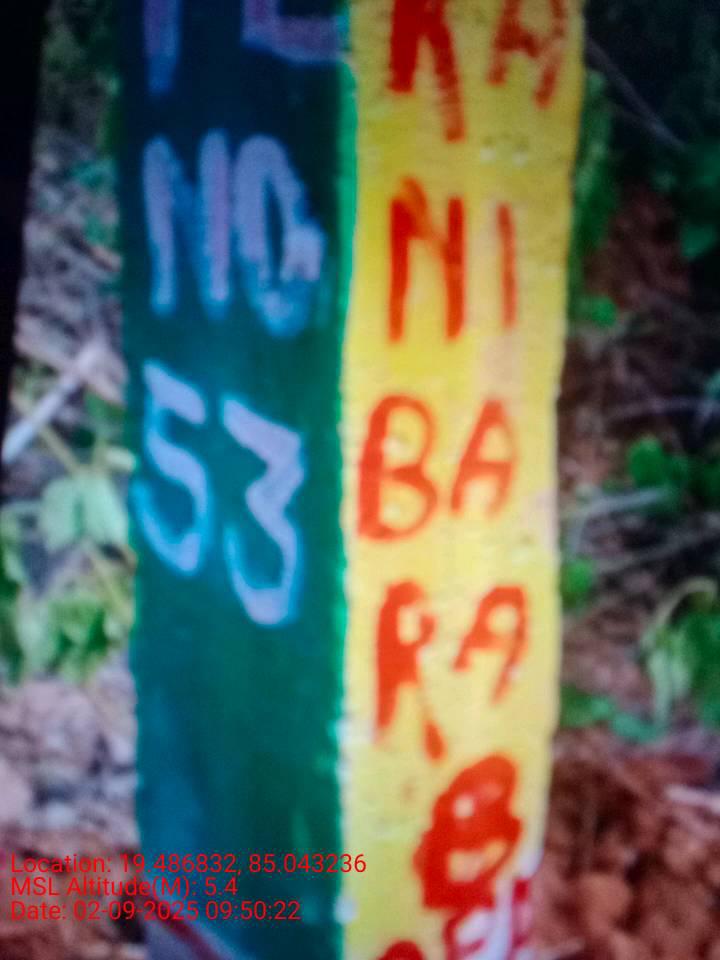 NO
53
RA
NI
BA
RA
B
Location: 19.486832, 85.043236
MSL Altitude(M): 5.4
Date: 02-09-2025 09:50:22